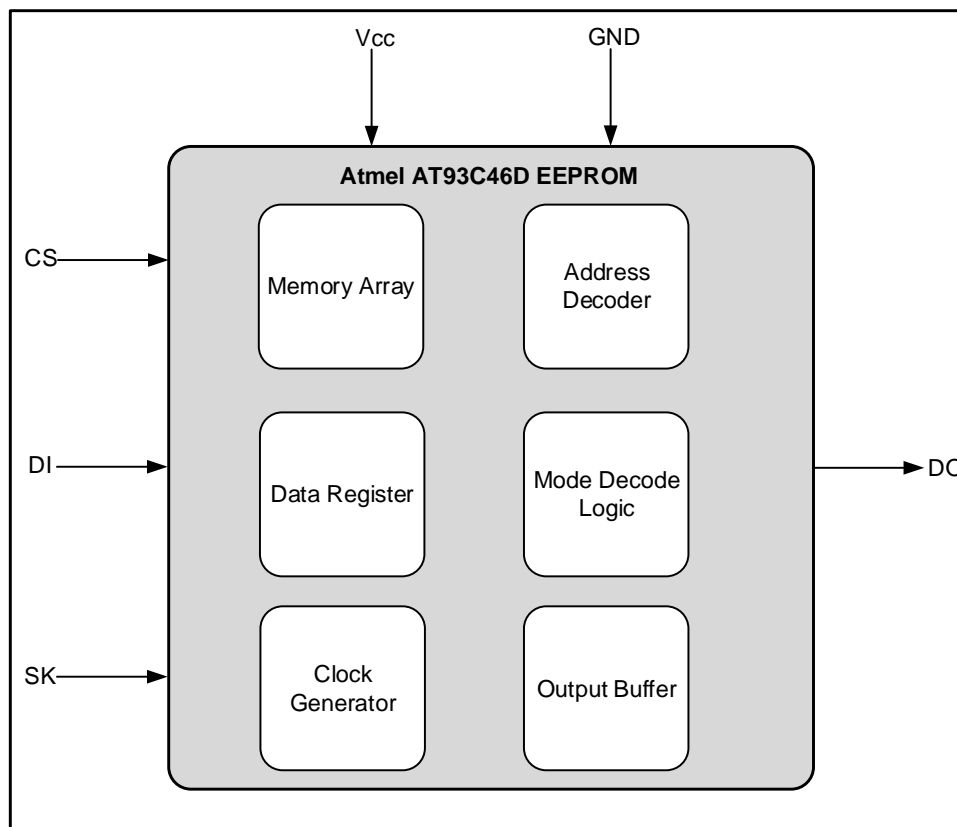 Vcc
GND
Atmel AT93C46D EEPROM
CS
Memory Array
Address
Decoder
DI
Data Register
Mode Decode
Logic
DO
SK
Clock
Generator
Output Buffer